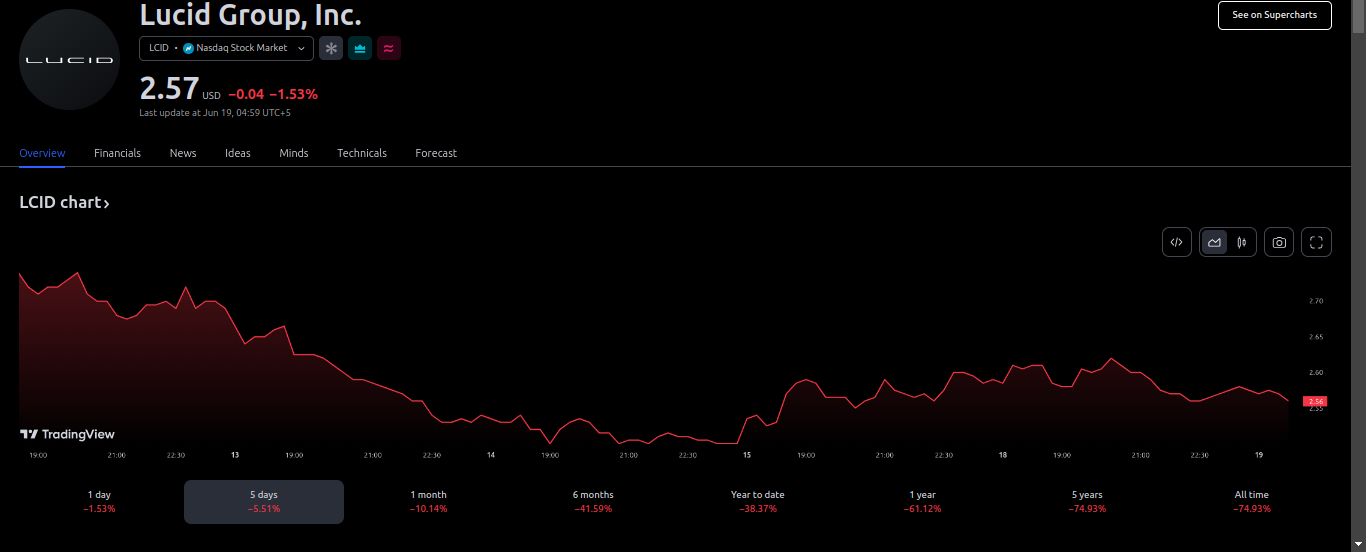 Lucid Group, Inc.
See on Supercharts
LUCID
LCID • Nasdaq Stock Market
2.57 USD −0.04 −1.53%
Last update at Jun 19, 04:59 UTC+5
Overview Financials News Ideas Minds Technicals Forecast
LCID chart ›
2.70
2.65
2.60
2.56
2.55
TradingView
19:00 21:00 22:30 13 19:00 21:00 22:30 14 19:00 21:00 22:30 15 19:00 21:00 22:30 18 19:00 21:00 22:30 19
1 day 5 days 1 month 6 months Year to date 1 year 5 years All time
−1.53% −5.51% −10.14% −41.59% −38.37% −61.12% −74.93% −74.93%